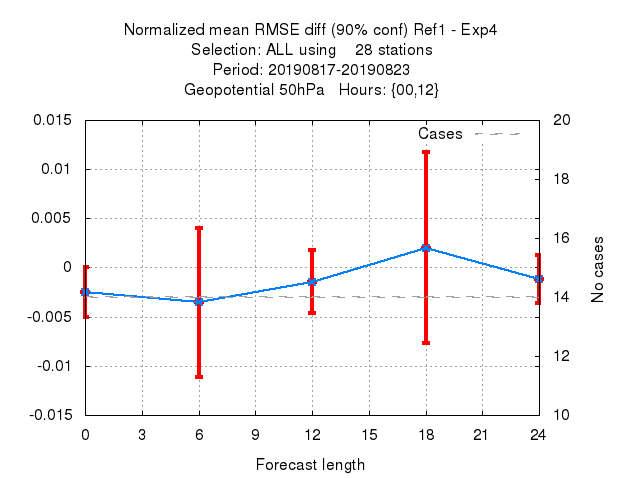 Normalized mean RMSE diff (90% conf) Ref1 - Exp4
Selection: ALL using    28 stations
Period: 20190817-20190823
Geopotential 50hPa   Hours: {00,12}
0.015
0.01
0.005
0
-0.005
-0.01
-0.015
Cases
20
18
16
14
12
10
No cases
0 3 6 9 12 15 18 21 24
Forecast length